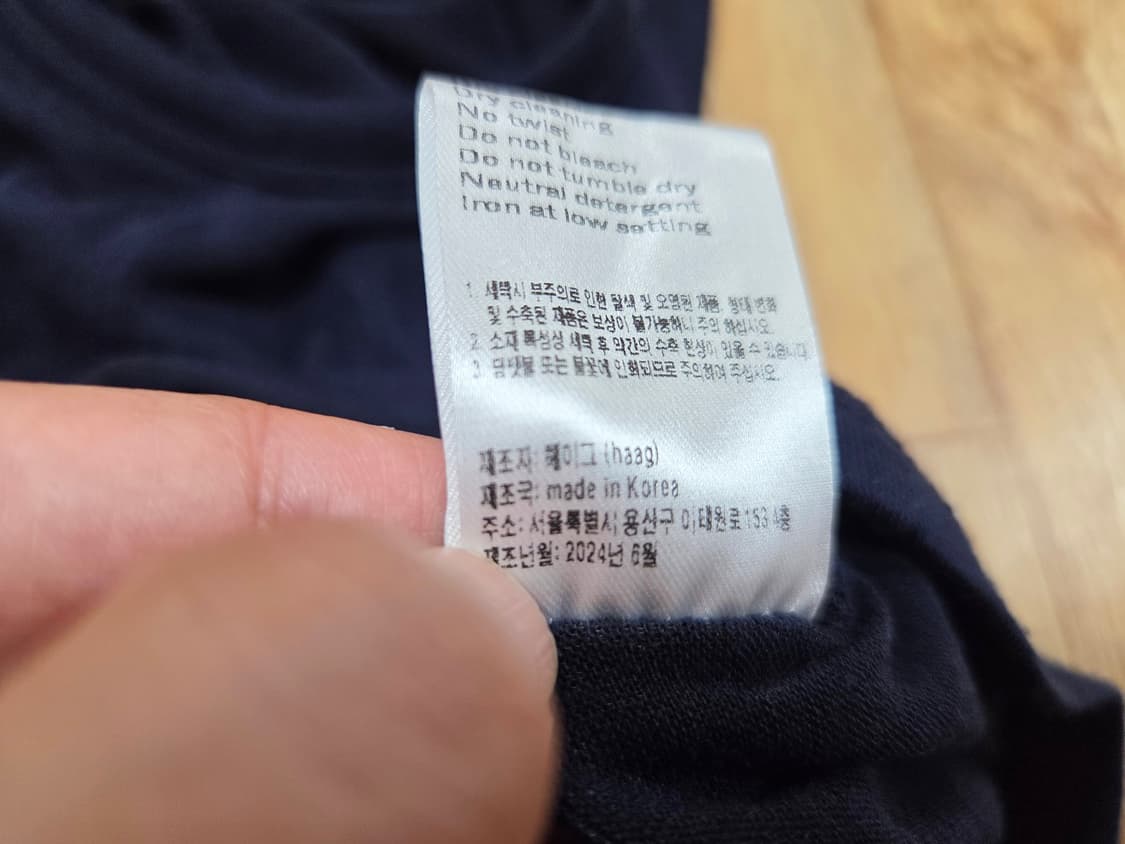 Dry cleaning
No twist
Do not bleach
Do not tumble dry
Neutral detergent
Iron at low setting
1. 세탁시 부주의로 인한 탈색 및 오염된 제품, 형태 변화
및 수축된 제품은 보상이 불가능하니 주의 하십시오.
2. 소재 특성상 세탁 후 약간의 수축 현상이 있을 수 있습니다.
3. 담뱃불 또는 불꽃에 인화되므로 주의하여 주십시오.
제조자: 헤이그 (haag)
제조국: made in Korea
주소: 서울특별시 용산구 이태원로 153 4층
제조년월: 2024년 6월